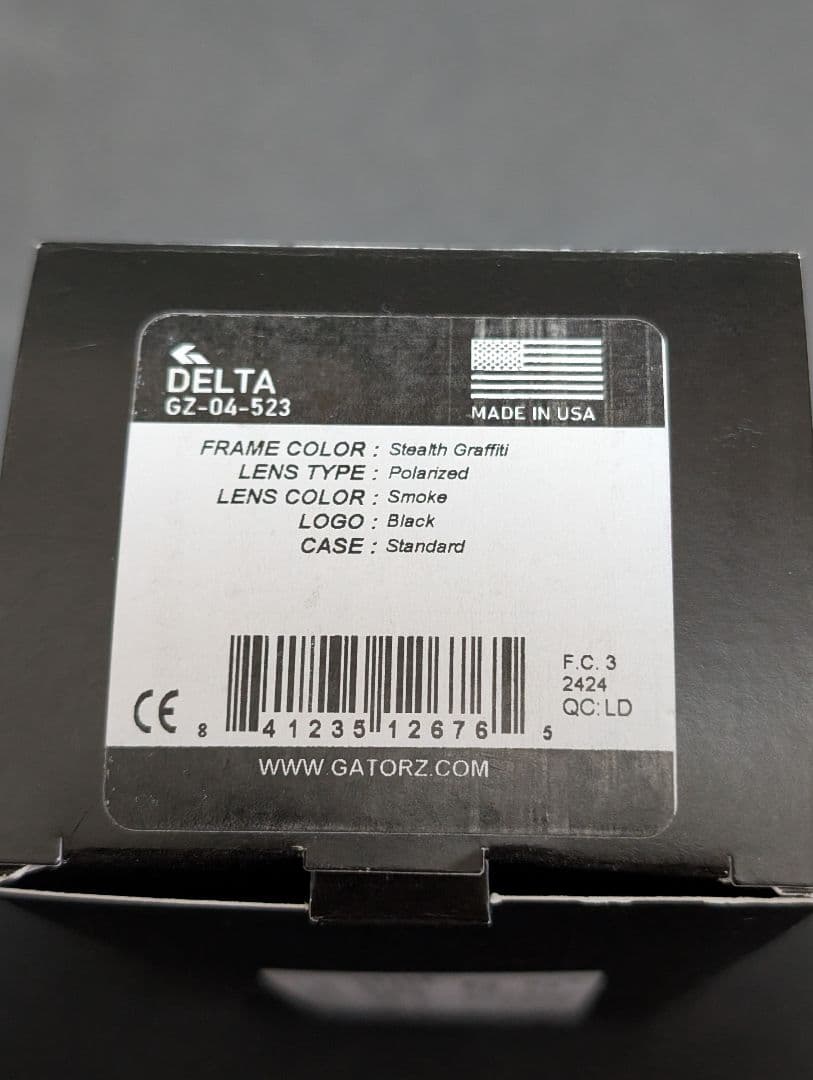 DELTA
GZ-04-523
MADE IN USA
FRAME COLOR : Stealth Graffiti
LENS TYPE : Polarized
LENS COLOR : Smoke
LOGO : Black
CASE : Standard
F.C. 3
2424
QC: LD
CE
8 41235 12676 5
WWW.GATORZ.COM